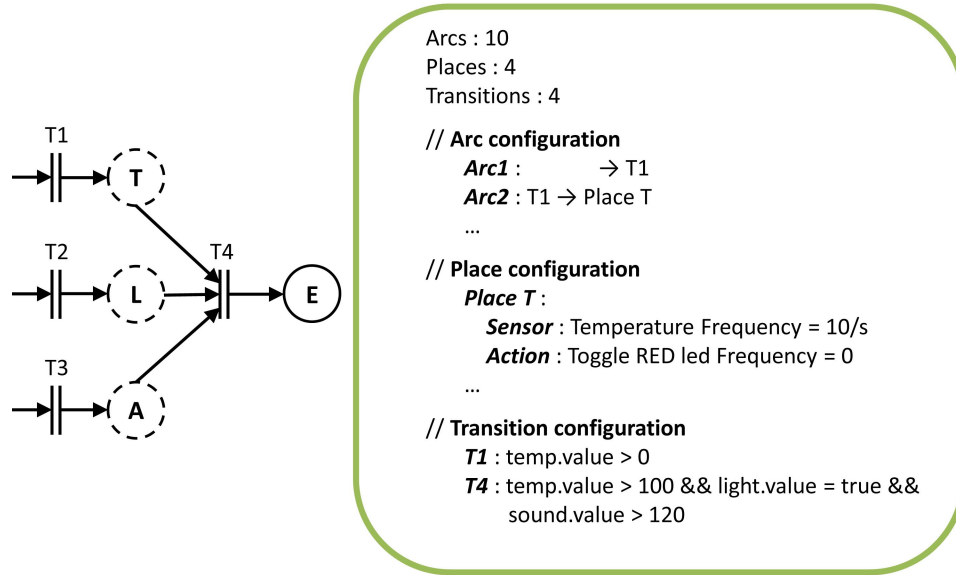 T1
T
T2
L
T3
A
T4
E
Arcs : 10
Places : 4
Transitions : 4
// Arc configuration
Arc1 : → T1
Arc2 : T1 → Place T
...
// Place configuration
Place T :
Sensor : Temperature Frequency = 10/s
Action : Toggle RED led Frequency = 0
...
// Transition configuration
T1 : temp.value > 0
T4 : temp.value > 100 && light.value = true &&
sound.value > 120